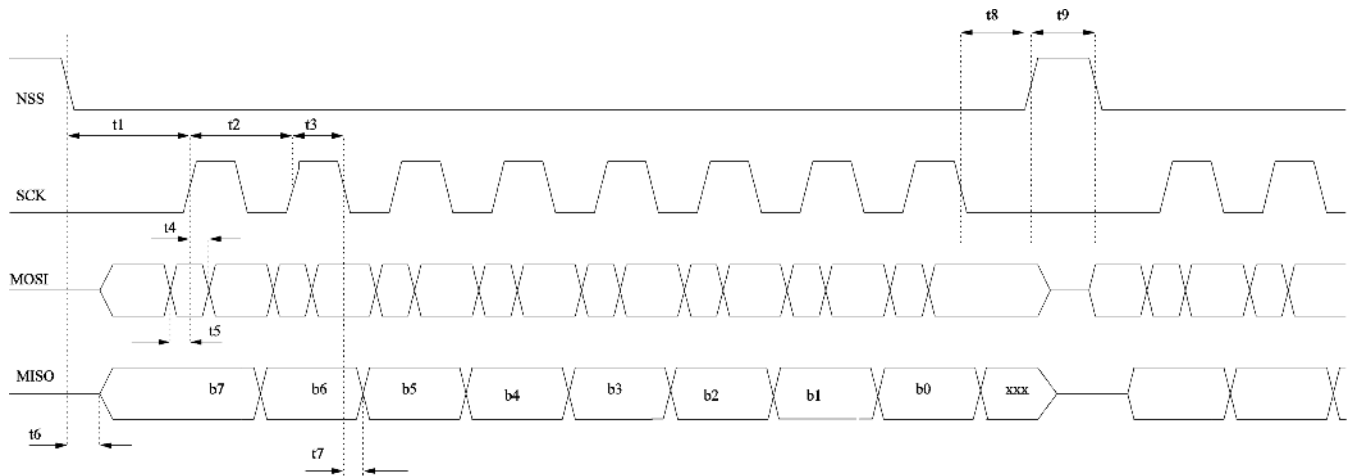 t8 t9
NSS
t1 t2 t3
SCK
t4
MOSI
t5
MISO b7 b6 b5 b4 b3 b2 b1 b0 xxx
t6
t7